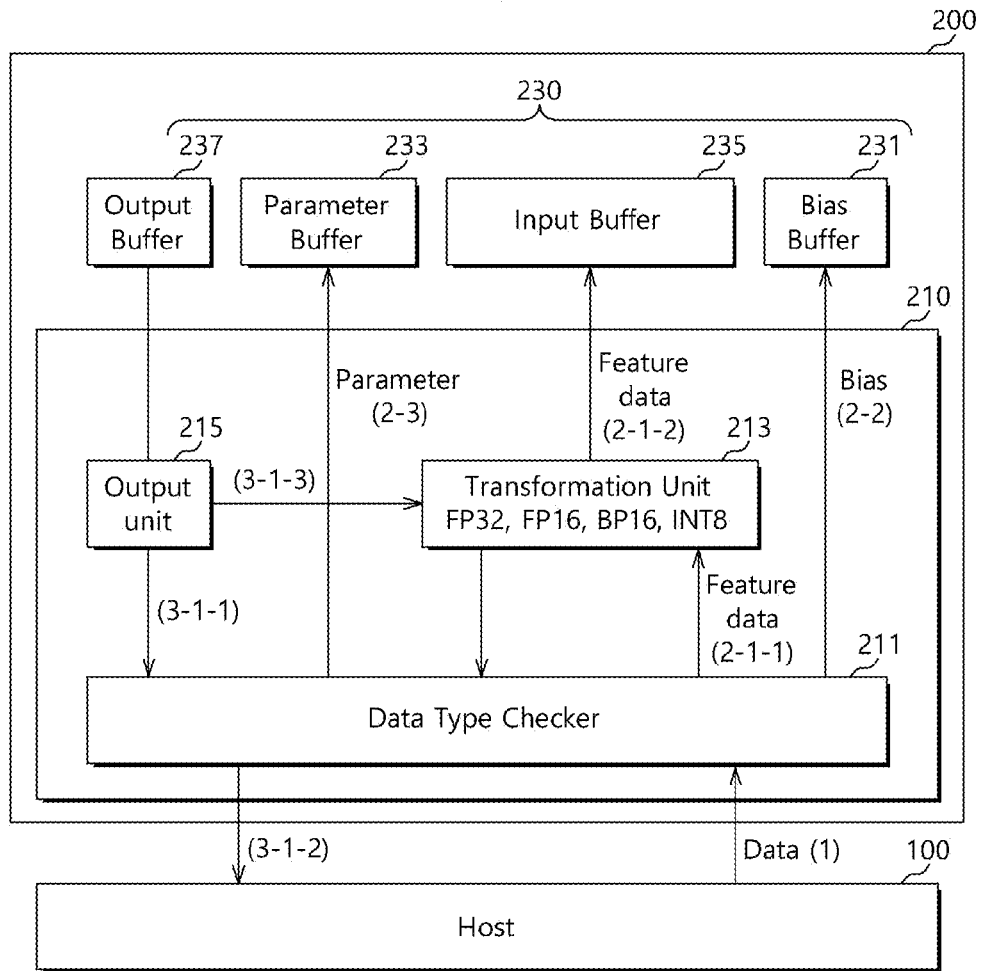 200
230
237
233
235
231
Output
Buffer
Parameter
Buffer
Input Buffer
Bias
Buffer
210
Parameter
(2-3)
Feature
data
(2-1-2)
Bias
(2-2)
215
213
Output
unit
(3-1-3)
Transformation Unit
FP32, FP16, BP16, INT8
(3-1-1)
Feature
data
(2-1-1)
211
Data Type Checker
(3-1-2)
Data (1)
100
Host